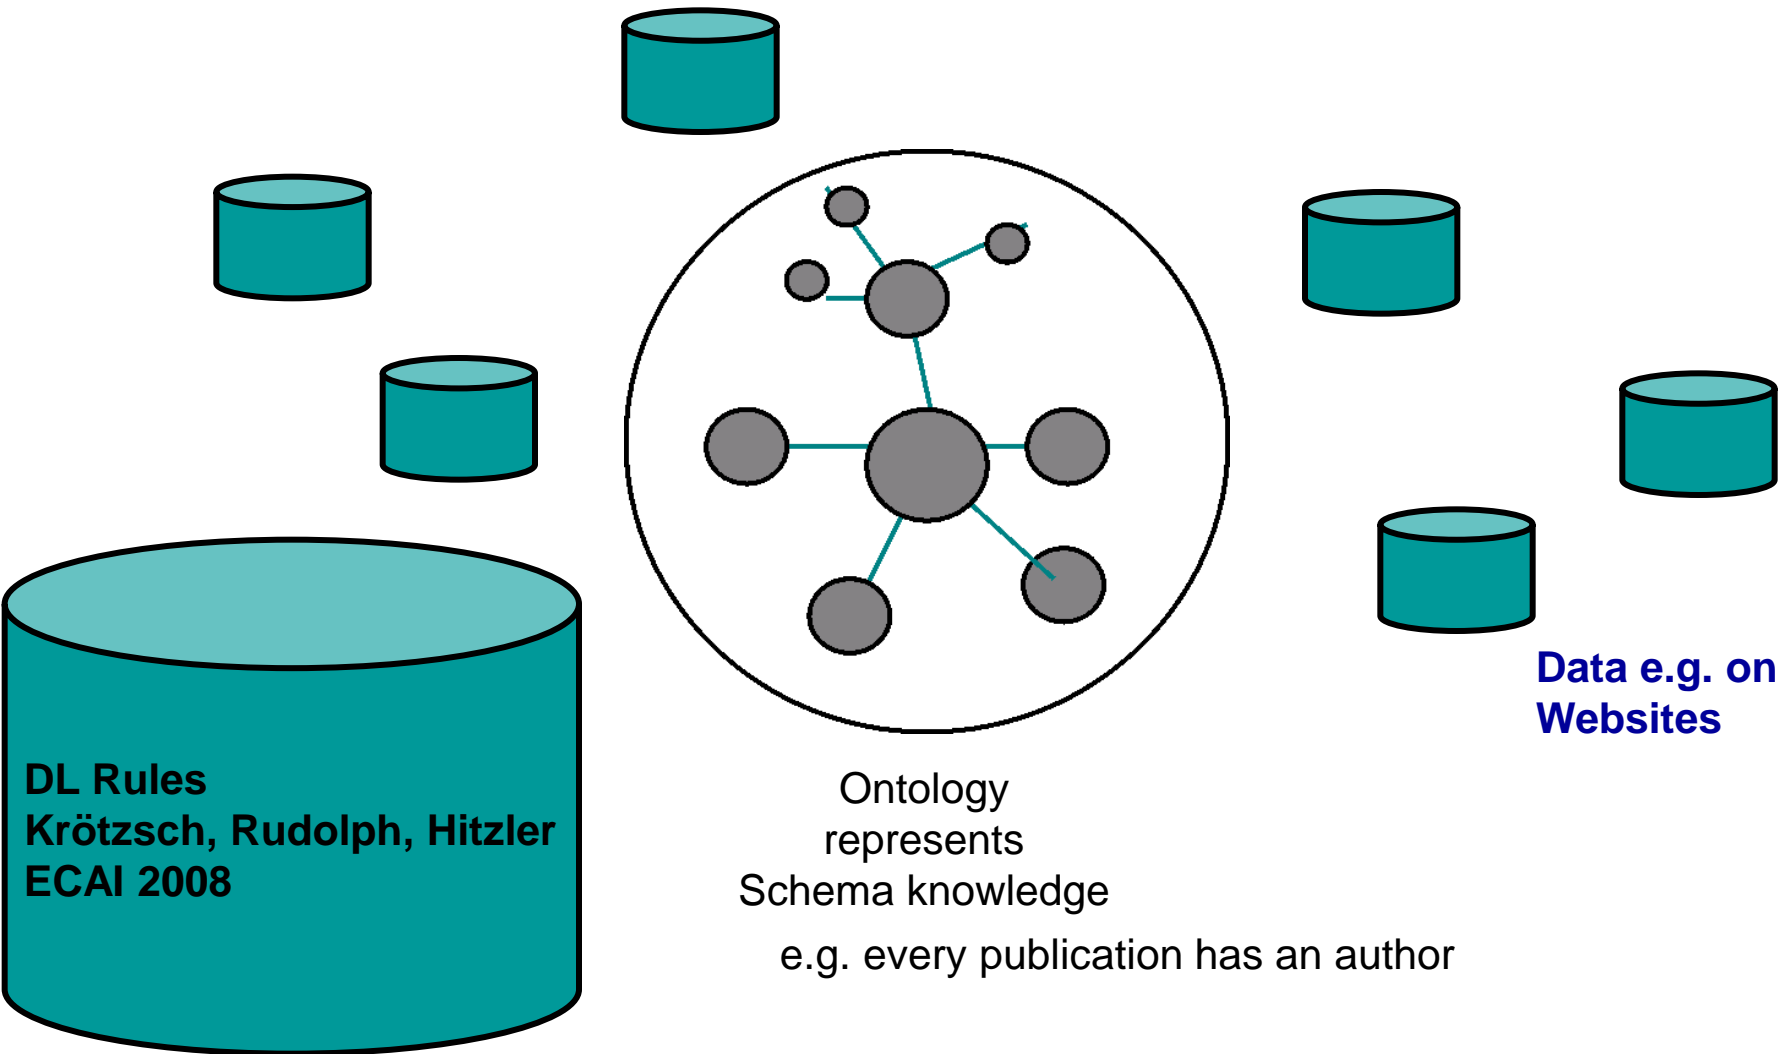 Data e.g. on
Websites
DL Rules
Krötzsch, Rudolph, Hitzler
ECAI 2008
Ontology
represents
Schema knowledge
e.g. every publication has an author